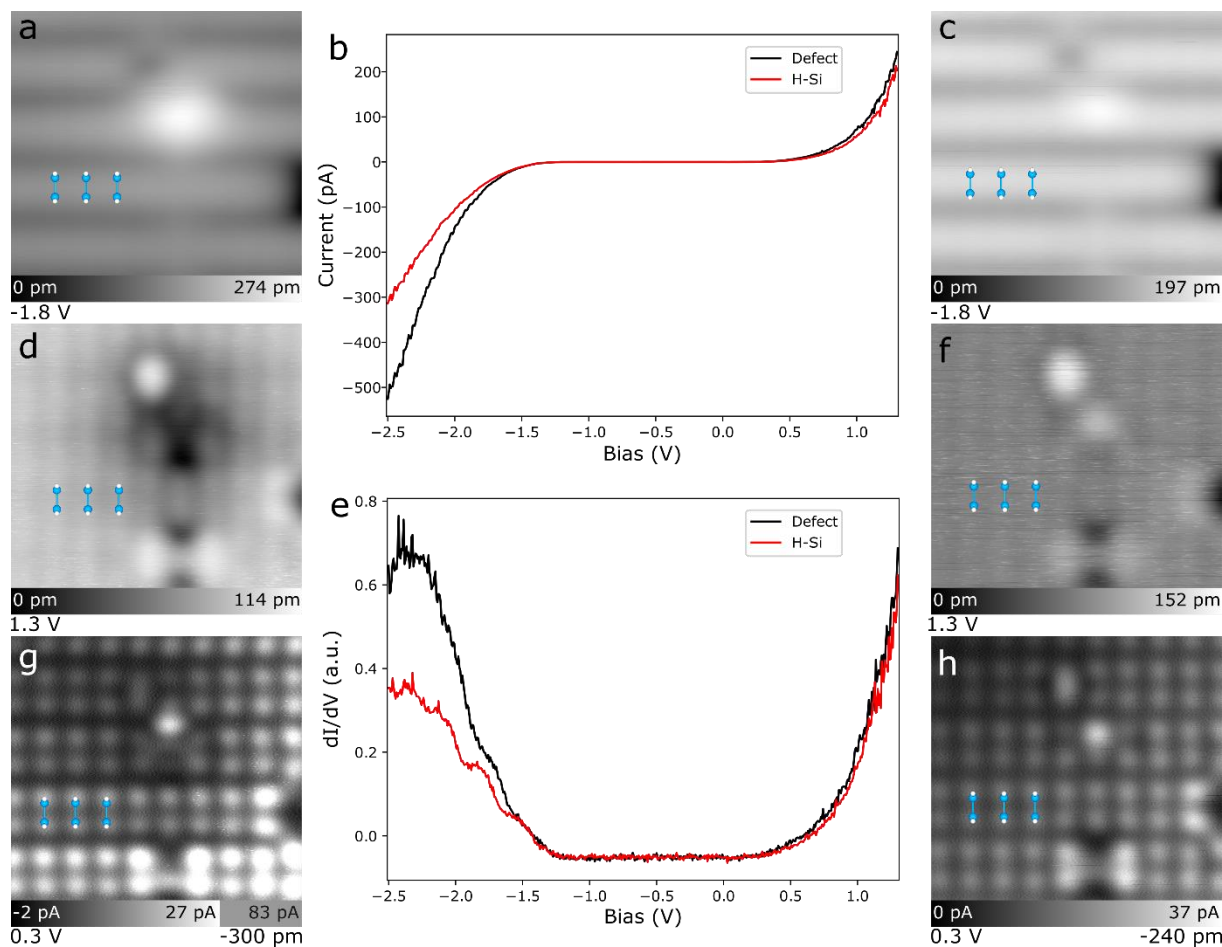 a
0 pm 274 pm
-1.8 V
b
Current (pA)
200
100
0
−100
−200
−300
−400
−500
Defect
H-Si
−2.5 −2.0 −1.5 −1.0 −0.5 0.0 0.5 1.0
Bias (V)
c
0 pm 197 pm
-1.8 V
d
0 pm 114 pm
1.3 V
e
dI/dV (a.u.)
0.8
0.6
0.4
0.2
0.0
Defect
H-Si
−2.5 −2.0 −1.5 −1.0 −0.5 0.0 0.5 1.0
Bias (V)
f
0 pm 152 pm
1.3 V
g
-2 pA 27 pA 83 pA
0.3 V -300 pm
h
0 pA 37 pA
0.3 V -240 pm